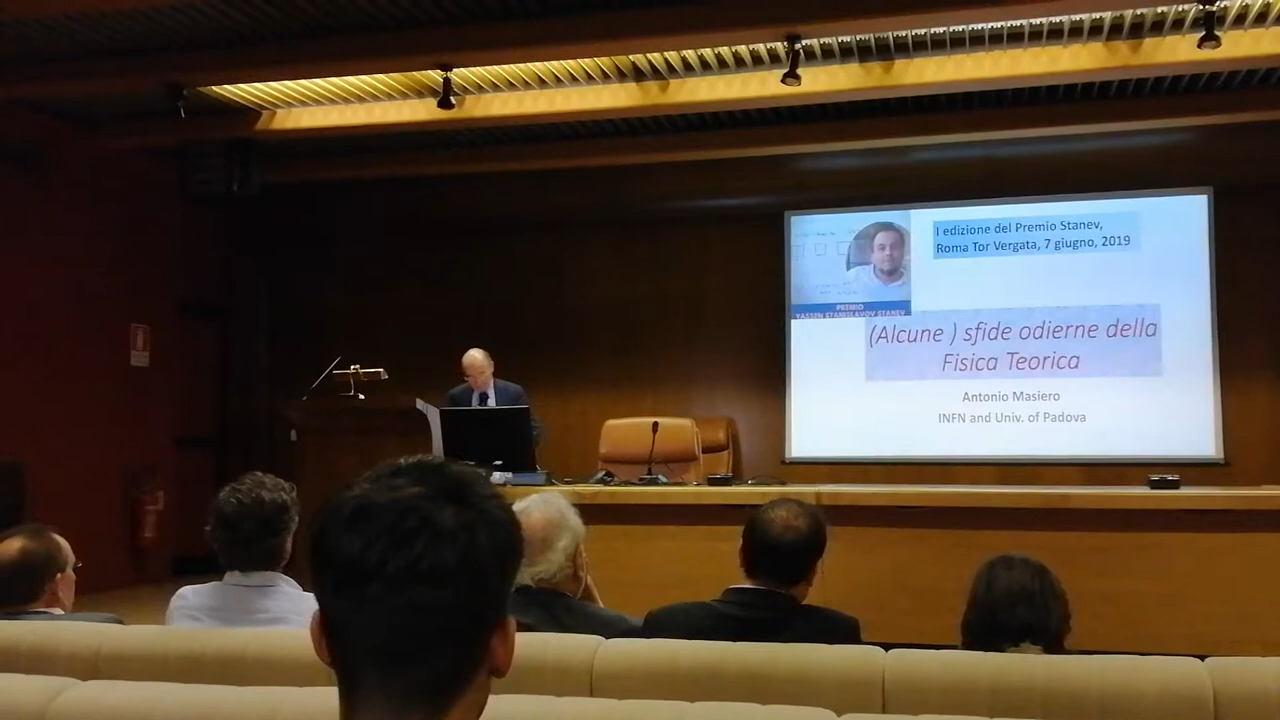 I edizione del Premio Stanev,
Roma Tor Vergata, 7 giugno, 2019
PREMIO
YASSEN STANISLAVOV STANEV
(Alcune ) sfide odierne della
Fisica Teorica
Antonio Masiero
INFN and Univ. of Padova